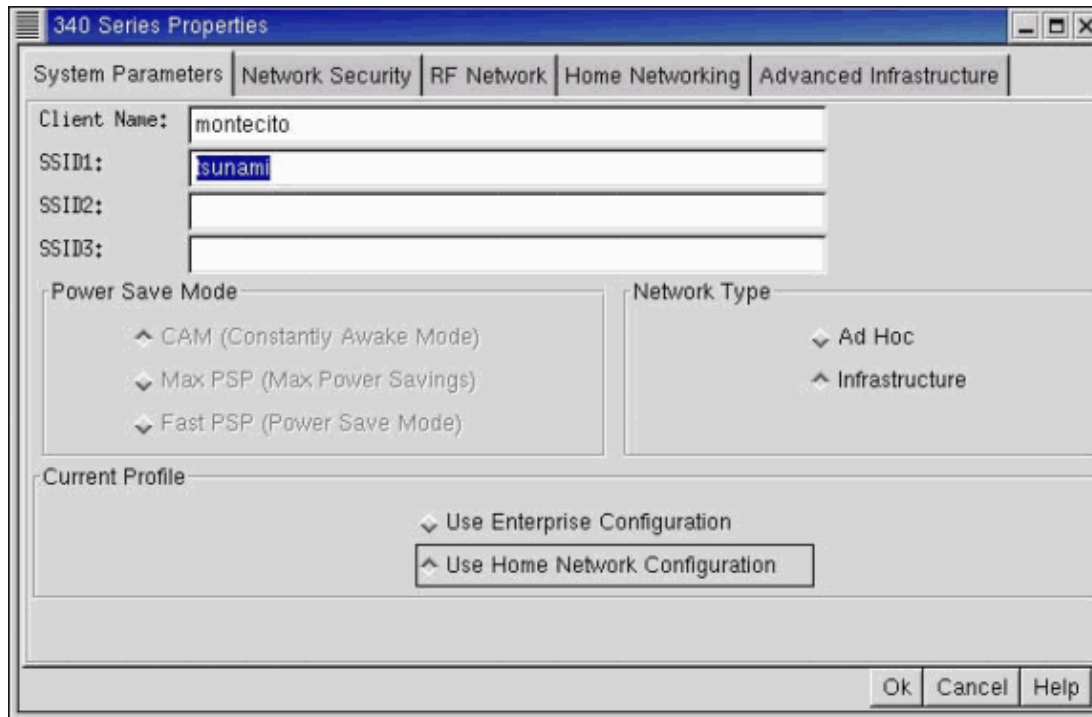 340 Series Properties
System Parameters Network Security RF Network Home Networking Advanced Infrastructure
Client Name: montecito
SSID1: tsunami
SSID2:
SSID3:
Power Save Mode Network Type
CAM (Constantly Awake Mode) Ad Hoc
Max PSP (Max Power Savings) Infrastructure
Fast PSP (Power Save Mode)
Current Profile
Use Enterprise Configuration
Use Home Network Configuration
Ok Cancel Help